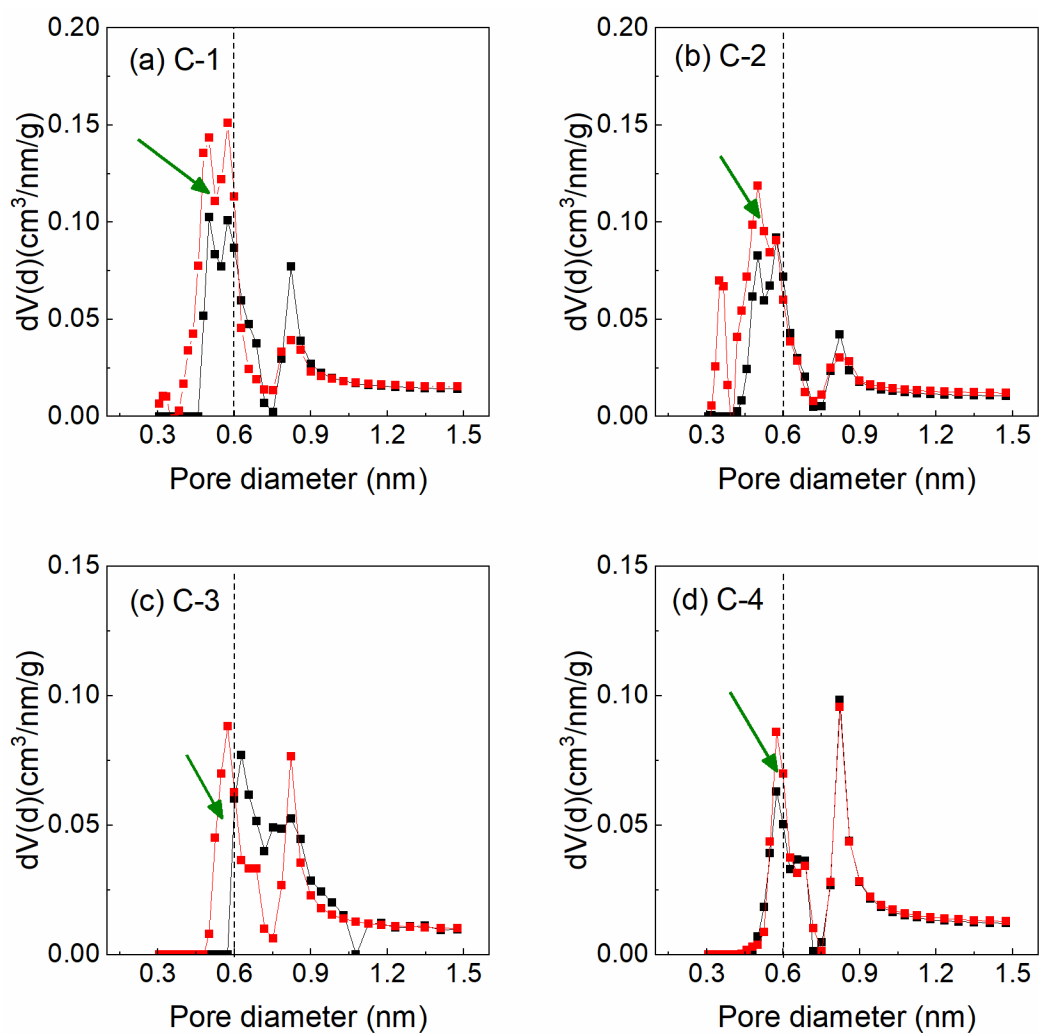 (a) C-1
0.20
0.15
0.10
0.05
0.00
dV(d)(cm³/nm/g)
0.3 0.6 0.9 1.2 1.5
Pore diameter (nm)
(b) C-2
0.20
0.15
0.10
0.05
0.00
dV(d)(cm³/nm/g)
0.3 0.6 0.9 1.2 1.5
Pore diameter (nm)
(c) C-3
0.15
0.10
0.05
0.00
dV(d)(cm³/nm/g)
0.3 0.6 0.9 1.2 1.5
Pore diameter (nm)
(d) C-4
0.15
0.10
0.05
0.00
dV(d)(cm³/nm/g)
0.3 0.6 0.9 1.2 1.5
Pore diameter (nm)